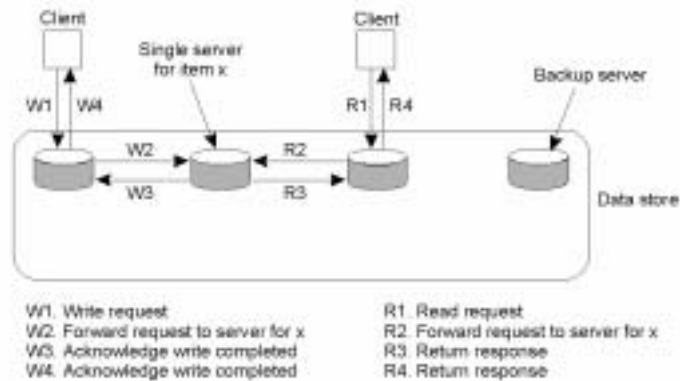 Client
Client
Single server
for item x
Backup server
W1
W4
R1
R4
W2
R2
W3
R3
Data store
W1. Write request
W2. Forward request to server for x
W3. Acknowledge write completed
W4. Acknowledge write completed
R1. Read request
R2. Forward request to server for x
R3. Return response
R4. Return response